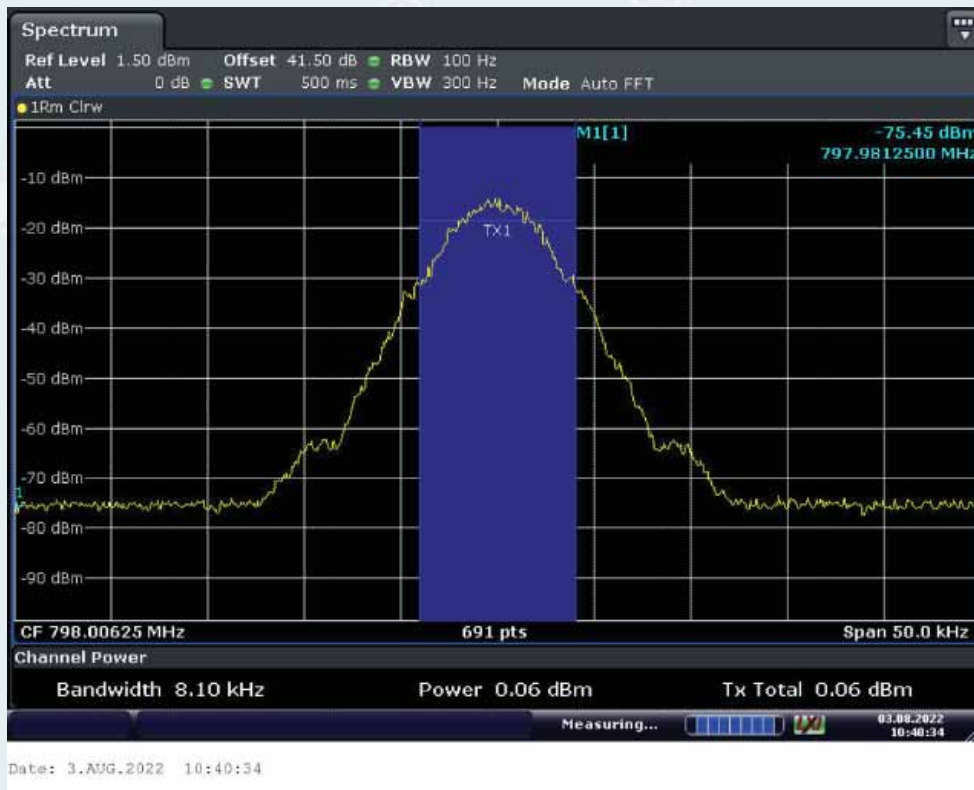 Spectrum
Ref Level 1.50 dBm Offset 41.50 dB RBW 100 Hz
Att 0 dB SWT 500 ms VBW 300 Hz Mode Auto FFT
1Rm Clrw
M1[1] -75.45 dBm
797.9812500 MHz
-10 dBm
-20 dBm
TX1
-30 dBm
-40 dBm
-50 dBm
-60 dBm
-70 dBm
1
-80 dBm
-90 dBm
CF 798.00625 MHz 691 pts Span 50.0 kHz
Channel Power
Bandwidth 8.10 kHz Power 0.06 dBm Tx Total 0.06 dBm
Measuring... 03.08.2022
10:40:34
Date: 3.AUG.2022 10:40:34